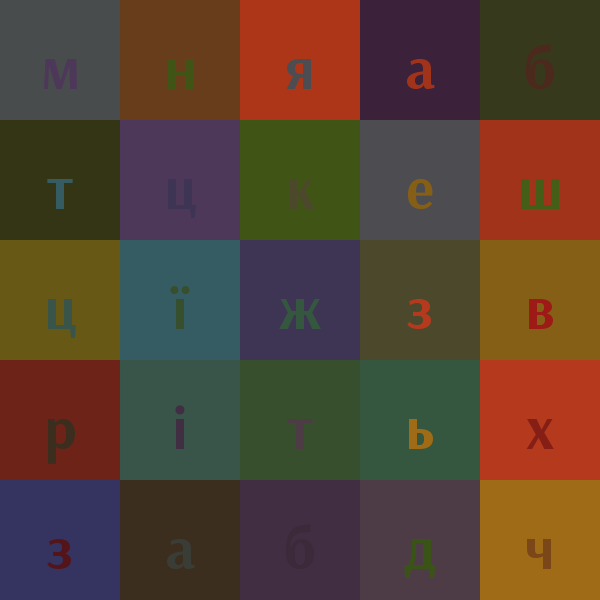 м н я а б
т ц к е ш
ц ї ж з в
р і т ь х
з а б д ч